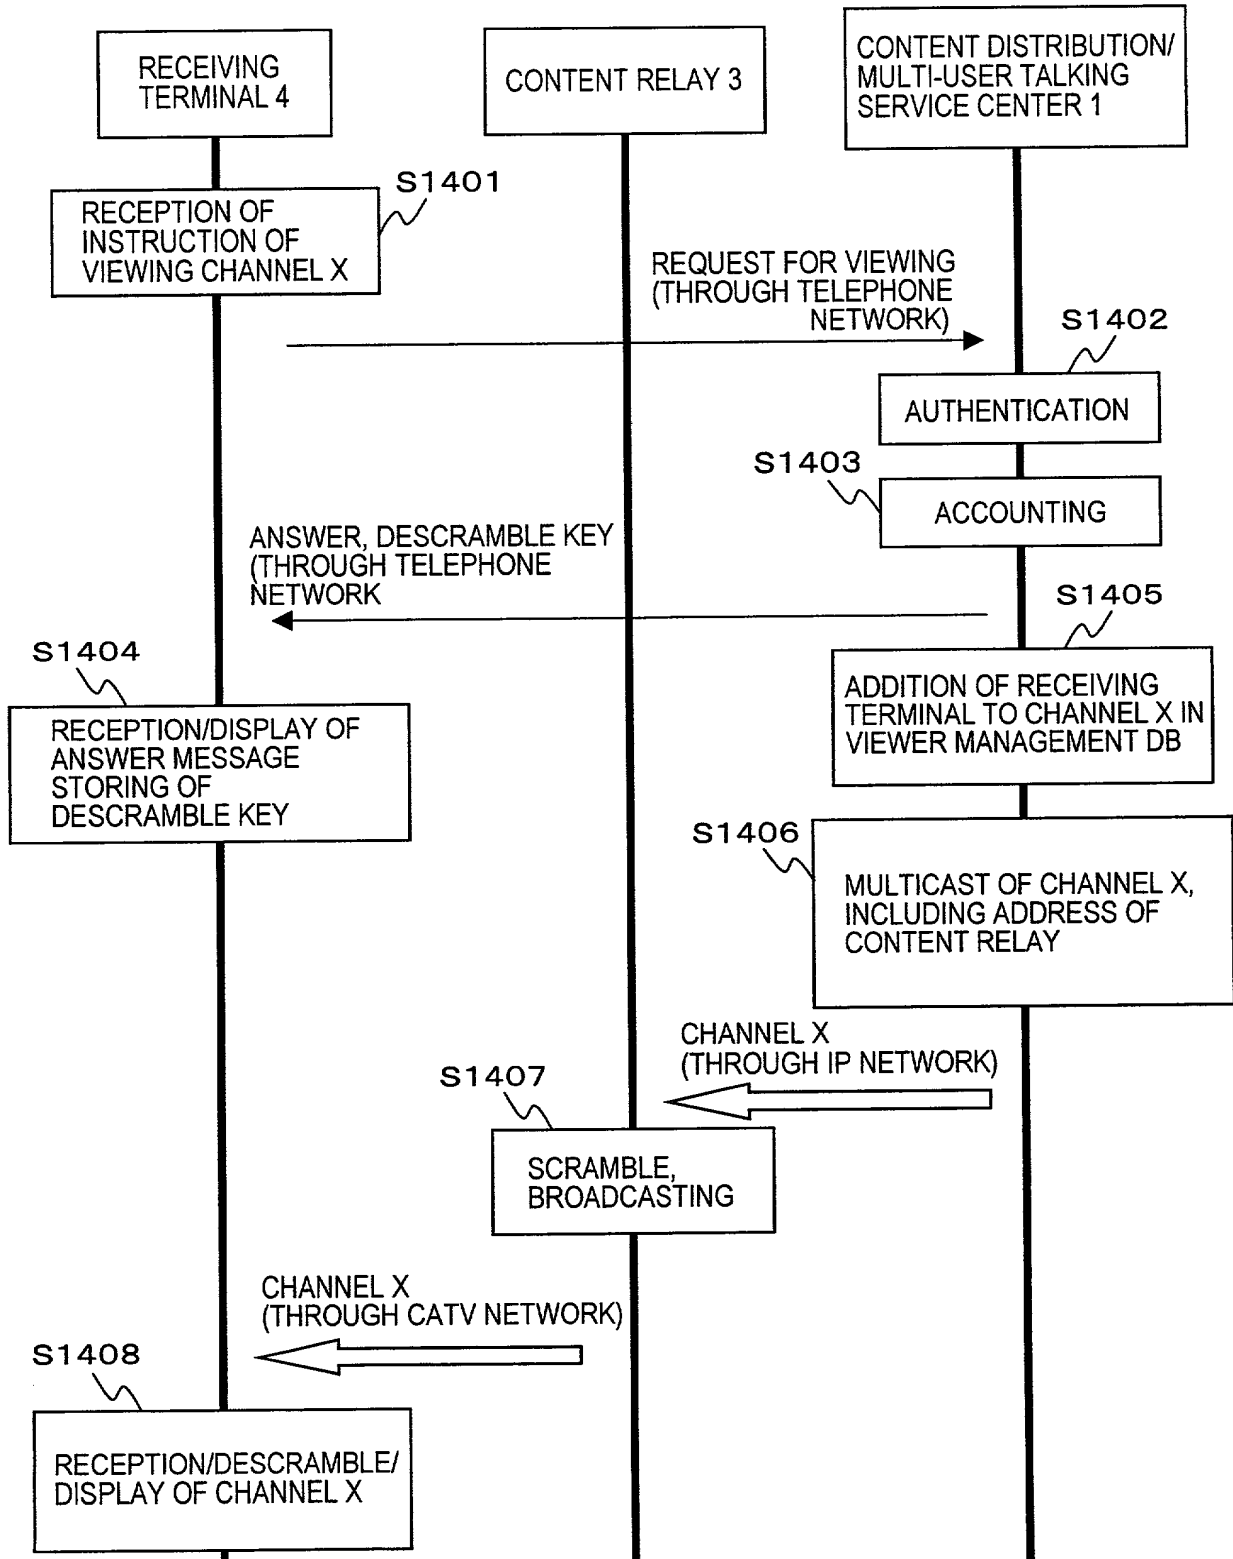 RECEIVING
TERMINAL 4
CONTENT RELAY 3
CONTENT DISTRIBUTION/
MULTI-USER TALKING
SERVICE CENTER 1
S1401
RECEPTION OF
INSTRUCTION OF
VIEWING CHANNEL X
REQUEST FOR VIEWING
(THROUGH TELEPHONE
NETWORK)
S1402
AUTHENTICATION
S1403
ACCOUNTING
ANSWER, DESCRAMBLE KEY
(THROUGH TELEPHONE
NETWORK
S1405
S1404
ADDITION OF RECEIVING
TERMINAL TO CHANNEL X IN
VIEWER MANAGEMENT DB
RECEPTION/DISPLAY OF
ANSWER MESSAGE
STORING OF
DESCRAMBLE KEY
S1406
MULTICAST OF CHANNEL X,
INCLUDING ADDRESS OF
CONTENT RELAY
CHANNEL X
(THROUGH IP NETWORK)
S1407
SCRAMBLE,
BROADCASTING
CHANNEL X
(THROUGH CATV NETWORK)
S1408
RECEPTION/DESCRAMBLE/
DISPLAY OF CHANNEL X